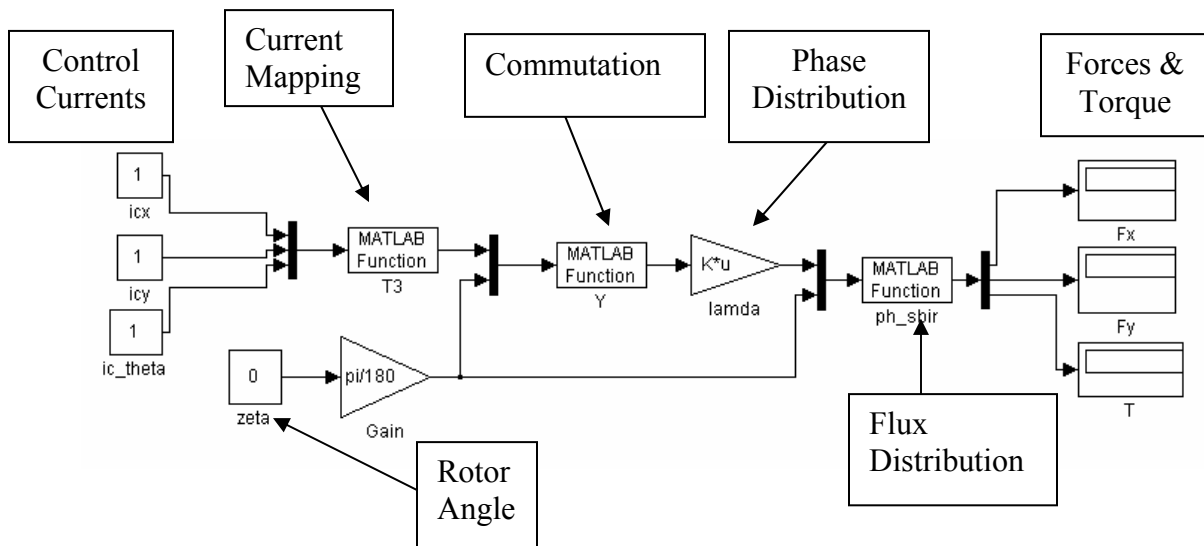 Control
Currents
Current
Mapping
Commutation
Phase
Distribution
Forces &
Torque
1
icx
1
icy
1
ic_theta
MATLAB
Function
T3
MATLAB
Function
Y
K*u
lamda
MATLAB
Function
ph_sbir
Fx
Fy
T
0
zeta
pi/180
Gain
Rotor
Angle
Flux
Distribution